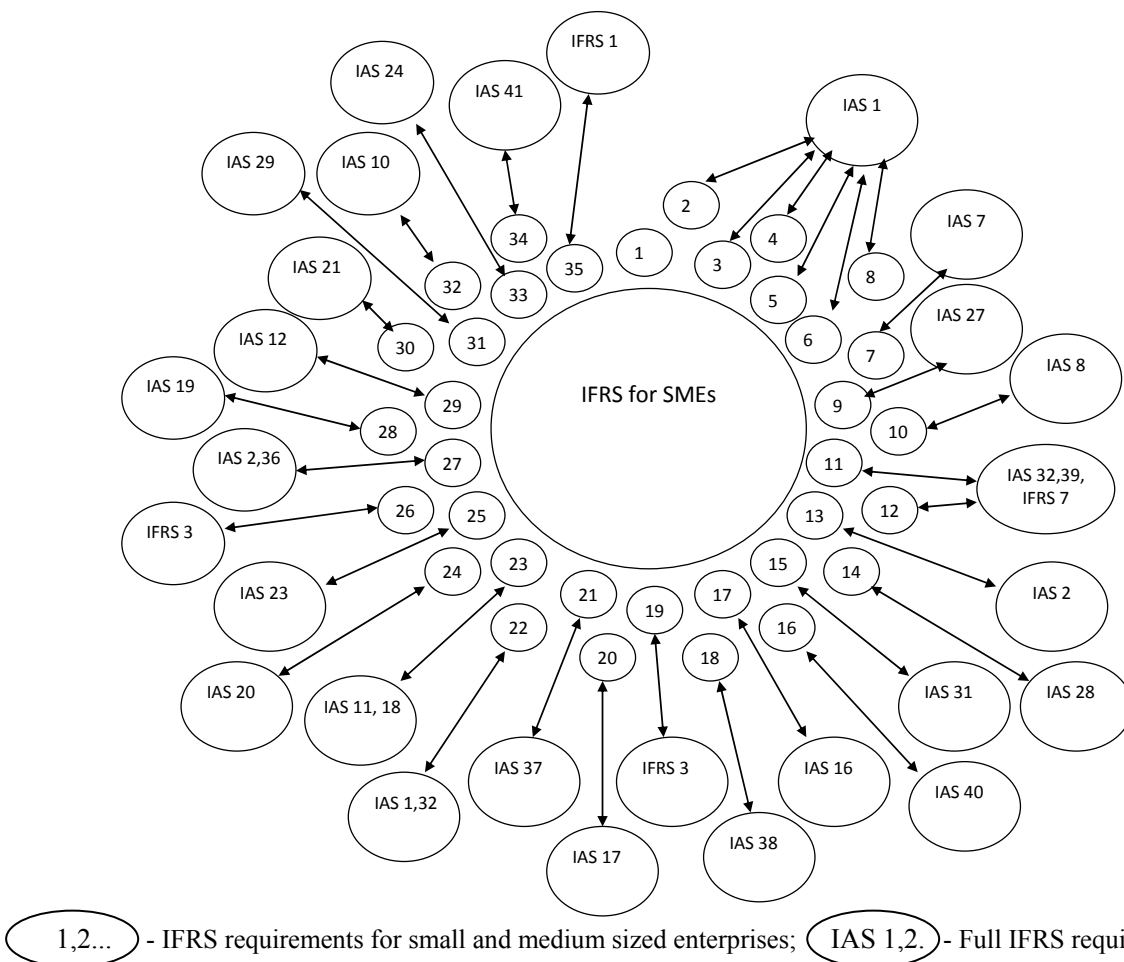 IFRS 1
IAS 24
IAS 41
IAS 1
IAS 29
IAS 10
2
IAS 7
34
4
1
3
35
8
IAS 21
32
33
5
IAS 27
6
31
30
7
IAS 12
IAS 8
IAS 19
29
IFRS for SMEs
9
28
10
IAS 2,36
27
11
IAS 32,39,
IFRS 7
26
25
13
12
IFRS 3
23
15
24
14
IAS 23
21
17
IAS 2
19
22
16
20
18
IAS 20
IAS 11, 18
IAS 31
IAS 28
IAS 37
IFRS 3
IAS 16
IAS 1,32
IAS 40
IAS 17
IAS 38
1,2... - IFRS requirements for small and medium sized enterprises; IAS 1,2. - Full IFRS requi